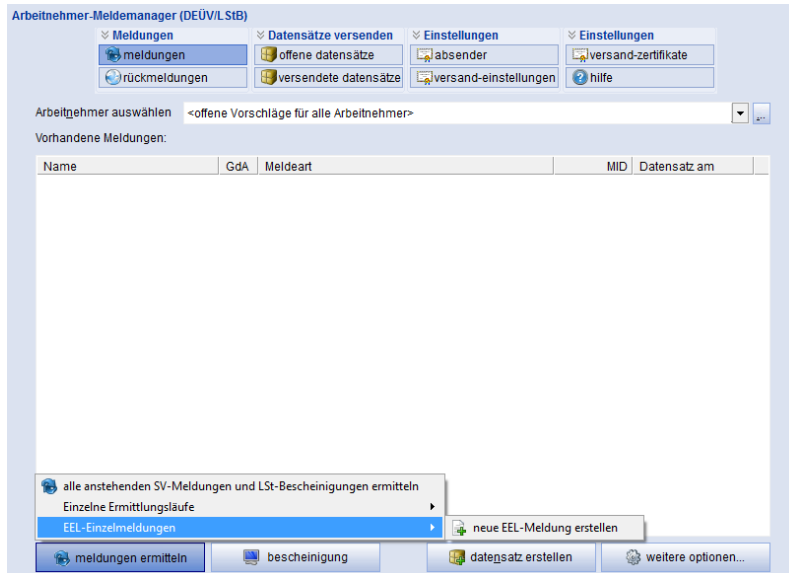 Arbeitnehmer-Meldemanager (DEÜV/LStB)
Meldungen Datensätze versenden Einstellungen Einstellungen
meldungen offene datensätze absender versand-zertifikate
rückmeldungen versendete datensätze versand-einstellungen hilfe
Arbeitnehmer auswählen <offene Vorschläge für alle Arbeitnehmer> ...
Vorhandene Meldungen:
Name GdA Meldeart MID Datensatz am
alle anstehenden SV-Meldungen und LSt-Bescheinigungen ermitteln
Einzelne Ermittlungsläufe
EEL-Einzelmeldungen neue EEL-Meldung erstellen
meldungen ermitteln bescheinigung datensatz erstellen weitere optionen...